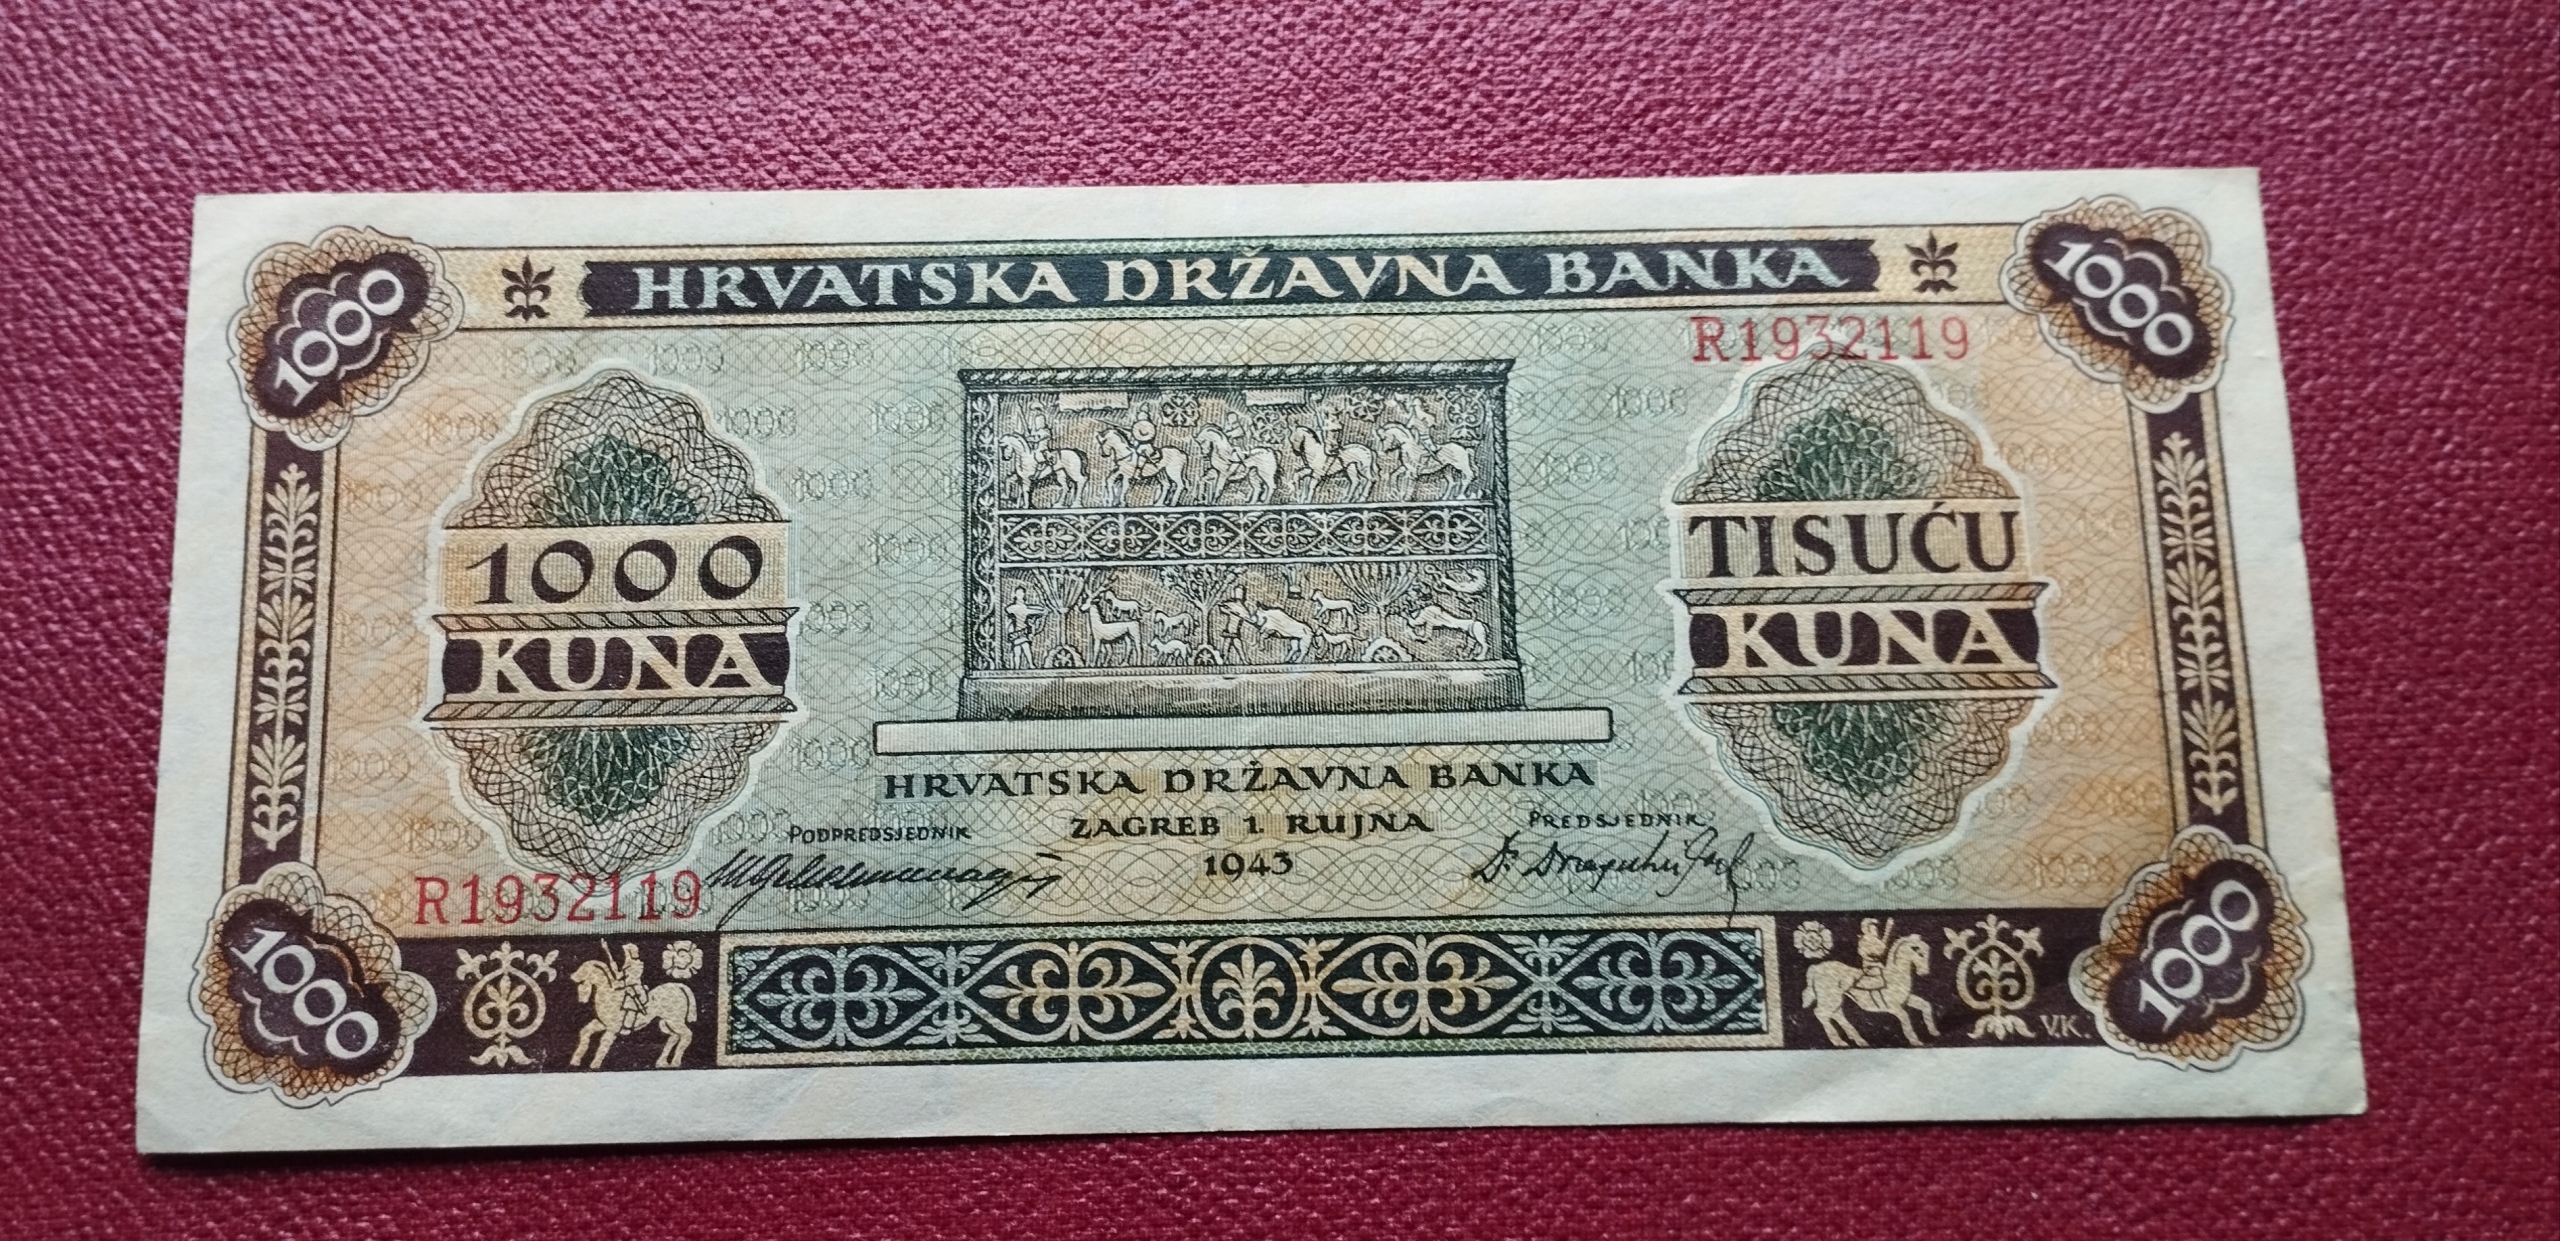 1000
HRVATSKA DRŽAVNA BANKA
1000
R1932119
1000
KUNA
TISUĆU
KUNA
HRVATSKA DRŽAVNA BANKA
PODPREDSJEDNIK
ZAGREB 1. RUJNA
PREDSJEDNIK
1943
R1932119
1000
V.K.
1000